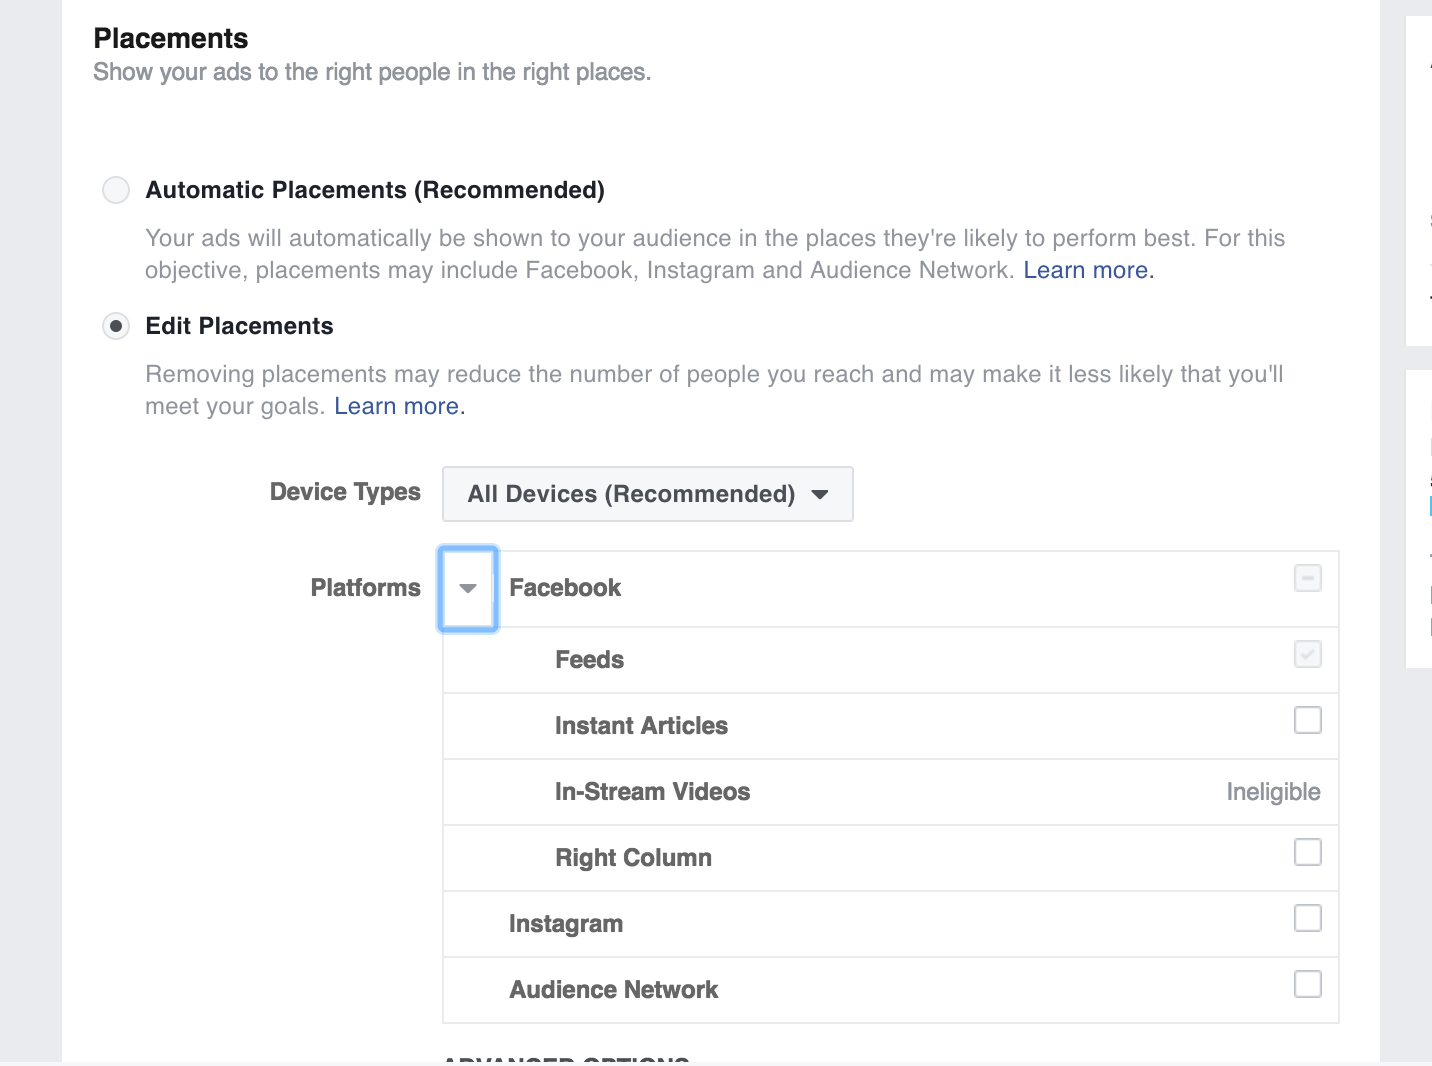 Placements
Show your ads to the right people in the right places.
Automatic Placements (Recommended)
Your ads will automatically be shown to your audience in the places they're likely to perform best. For this
objective, placements may include Facebook, Instagram and Audience Network. Learn more.
Edit Placements
Removing placements may reduce the number of people you reach and may make it less likely that you'll
meet your goals. Learn more.
Device Types All Devices (Recommended)
Platforms Facebook
Feeds
Instant Articles
In-Stream Videos Ineligible
Right Column
Instagram
Audience Network
ADVANCED OPTIONS